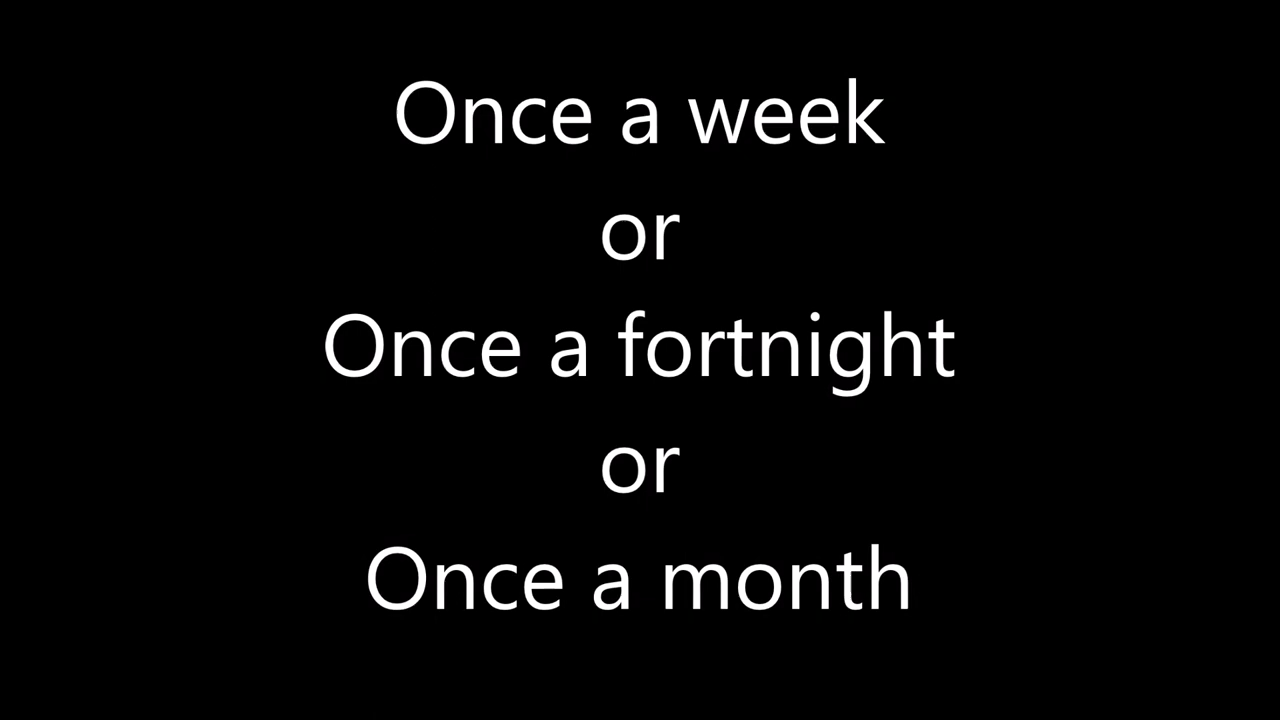 Once a week
or
Once a fortnight
or
Once a month